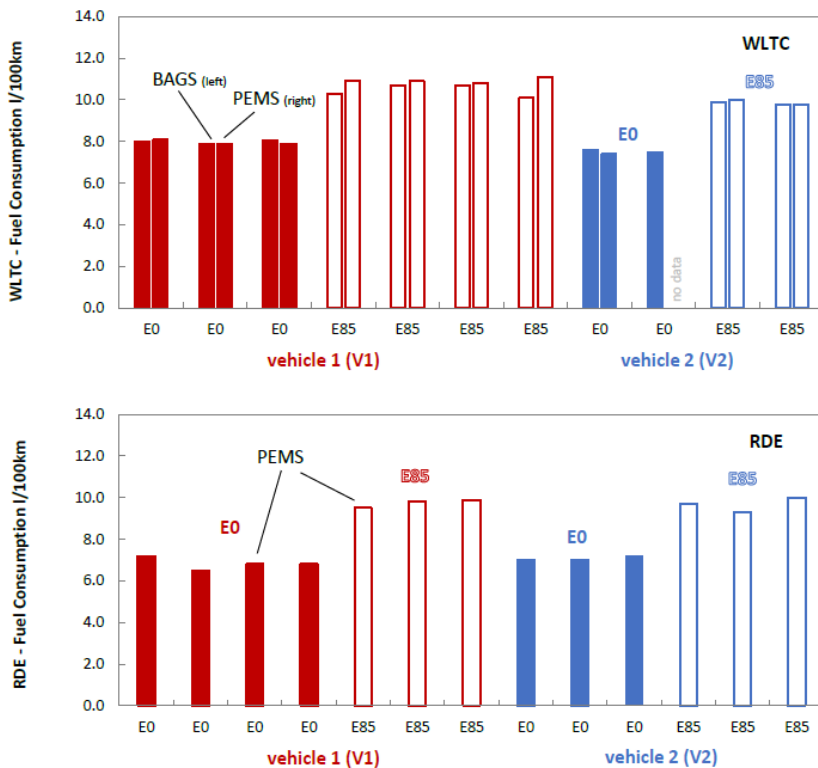 WLTC - Fuel Consumption l/100km
14.0
12.0
10.0
8.0
6.0
4.0
2.0
0.0
WLTC
BAGS (left)
PEMS (right)
E85
E0
no data
E0 E0 E0 E85 E85 E85 E85 E0 E0 E85 E85
vehicle 1 (V1) vehicle 2 (V2)
RDE - Fuel Consumption l/100km
14.0
12.0
10.0
8.0
6.0
4.0
2.0
0.0
RDE
PEMS
E85
E85
E0
E0
E0 E0 E0 E0 E85 E85 E85 E0 E0 E0 E85 E85 E85
vehicle 1 (V1) vehicle 2 (V2)